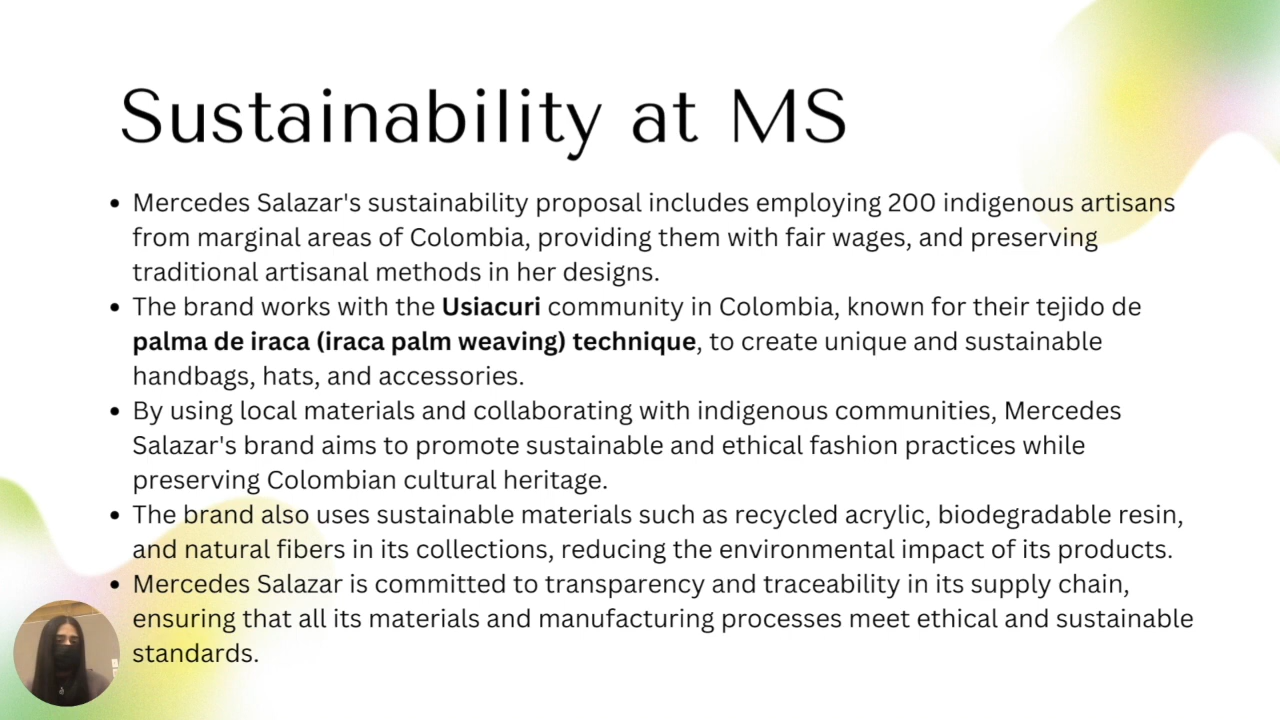 Sustainability at MS
• Mercedes Salazar's sustainability proposal includes employing 200 indigenous artisans
from marginal areas of Colombia, providing them with fair wages, and preserving
traditional artisanal methods in her designs.
• The brand works with the Usiacuri community in Colombia, known for their tejido de
palma de iraca (iraca palm weaving) technique, to create unique and sustainable
handbags, hats, and accessories.
• By using local materials and collaborating with indigenous communities, Mercedes
Salazar's brand aims to promote sustainable and ethical fashion practices while
preserving Colombian cultural heritage.
• The brand also uses sustainable materials such as recycled acrylic, biodegradable resin,
and natural fibers in its collections, reducing the environmental impact of its products.
• Mercedes Salazar is committed to transparency and traceability in its supply chain,
ensuring that all its materials and manufacturing processes meet ethical and sustainable
standards.